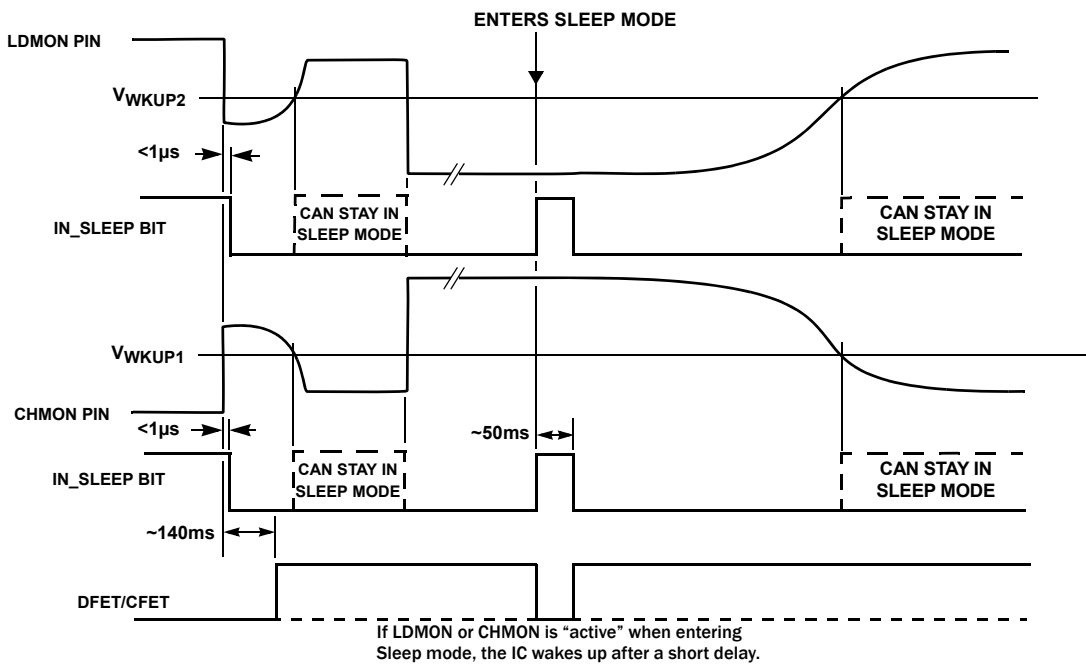 ENTERS SLEEP MODE
LDMON PIN
VWKUP2
<1µs
IN_SLEEP BIT
CAN STAY IN
SLEEP MODE
CAN STAY IN
SLEEP MODE
VWKUP1
CHMON PIN
<1µs
~50ms
IN_SLEEP BIT
CAN STAY IN
SLEEP MODE
CAN STAY IN
SLEEP MODE
~140ms
DFET/CFET
If LDMON or CHMON is “active” when entering
Sleep mode, the IC wakes up after a short delay.